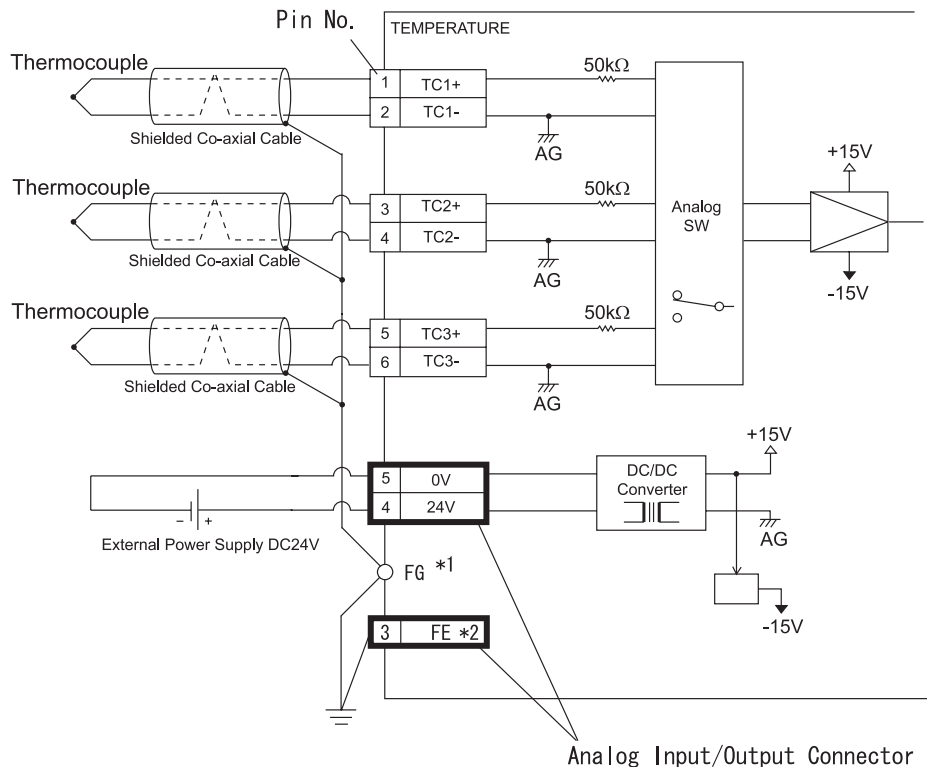 Pin No.
TEMPERATURE
Thermocouple
1 TC1+
2 TC1-
50kΩ
Shielded Co-axial Cable
AG
Thermocouple
3 TC2+
4 TC2-
50kΩ
Shielded Co-axial Cable
AG
Analog
SW
+15V
-15V
Thermocouple
5 TC3+
6 TC3-
50kΩ
Shielded Co-axial Cable
AG
5 0V
4 24V
- +
External Power Supply DC24V
DC/DC
Converter
+15V
AG
-15V
FG *1
3 FE *2
Analog Input/Output Connector